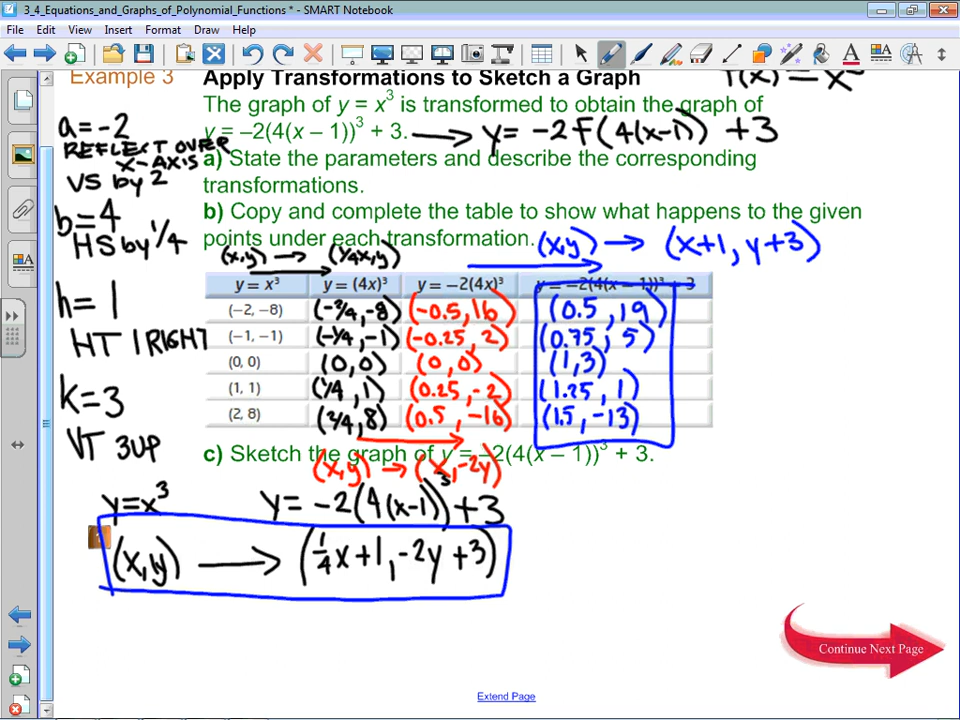 3_4_Equations_and_Graphs_of_Polynomial_Functions * - SMART Notebook
File Edit View Insert Format Tools Draw Help
Example 3 Apply Transformations to Sketch a Graph
The graph of y = x³ is transformed to obtain the graph of
y = –2(4(x – 1))³ + 3. → y = -2f(4(x-1)) + 3
a) State the parameters and describe the corresponding
transformations.
b) Copy and complete the table to show what happens to the given
points under each transformation. (x,y) → (x+1, y+3)
a = -2
REFLECT OVER
X-AXIS
VS by 2
b = 4
HS by 1/4
h = 1
HT 1 RIGHT
k = 3
VT 3 UP
(x,y) → (1/4x, y)
y = x³ y = (4x)³ y = –2(4x)³ y = –2(4(x – 1))³ + 3
(–2, –8) (-2/4, -8) (-0.5, 16) (0.5, 19)
(–1, –1) (-1/4, -1) (-0.25, 2) (0.75, 5)
(0, 0) (0, 0) (0, 0) (1, 3)
(1, 1) (1/4, 1) (0.25, -2) (1.25, 1)
(2, 8) (2/4, 8) (0.5, -16) (1.5, -13)
c) Sketch the graph of y = –2(4(x – 1))³ + 3.
(x,y) → (x, -2y)
y = x³ y = -2(4(x-1))³ + 3
(x,y) → (1/4x + 1, -2y + 3)
Continue Next Page
Extend Page